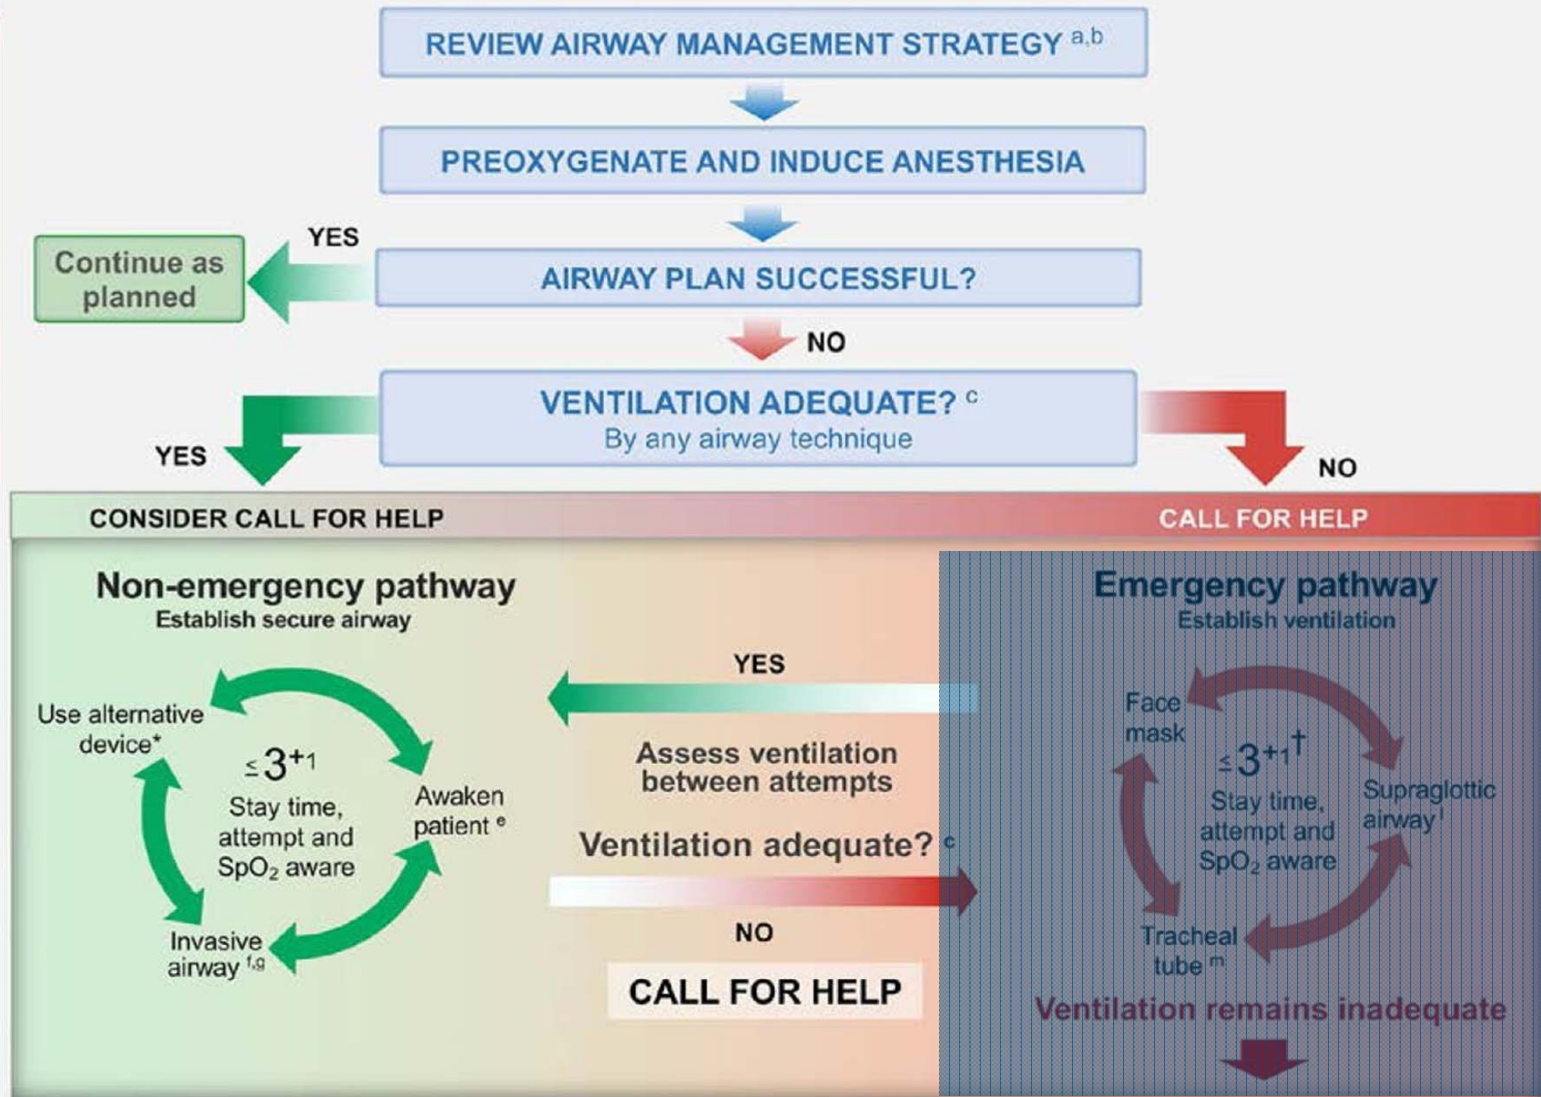 REVIEW AIRWAY MANAGEMENT STRATEGY a,b
PREOXYGENATE AND INDUCE ANESTHESIA
YES
Continue as
planned
AIRWAY PLAN SUCCESSFUL?
NO
VENTILATION ADEQUATE? c
By any airway technique
YES
NO
CONSIDER CALL FOR HELP
CALL FOR HELP
Non-emergency pathway
Establish secure airway
Use alternative
device*
≤3+1
Stay time,
attempt and
SpO2 aware
Awaken
patient e
Invasive
airway f,g
YES
Assess ventilation
between attempts
Ventilation adequate? c
NO
CALL FOR HELP
Emergency pathway
Establish ventilation
Face
mask
≤3+1†
Stay time,
attempt and
SpO2 aware
Supraglottic
airway l
Tracheal
tube m
Ventilation remains inadequate